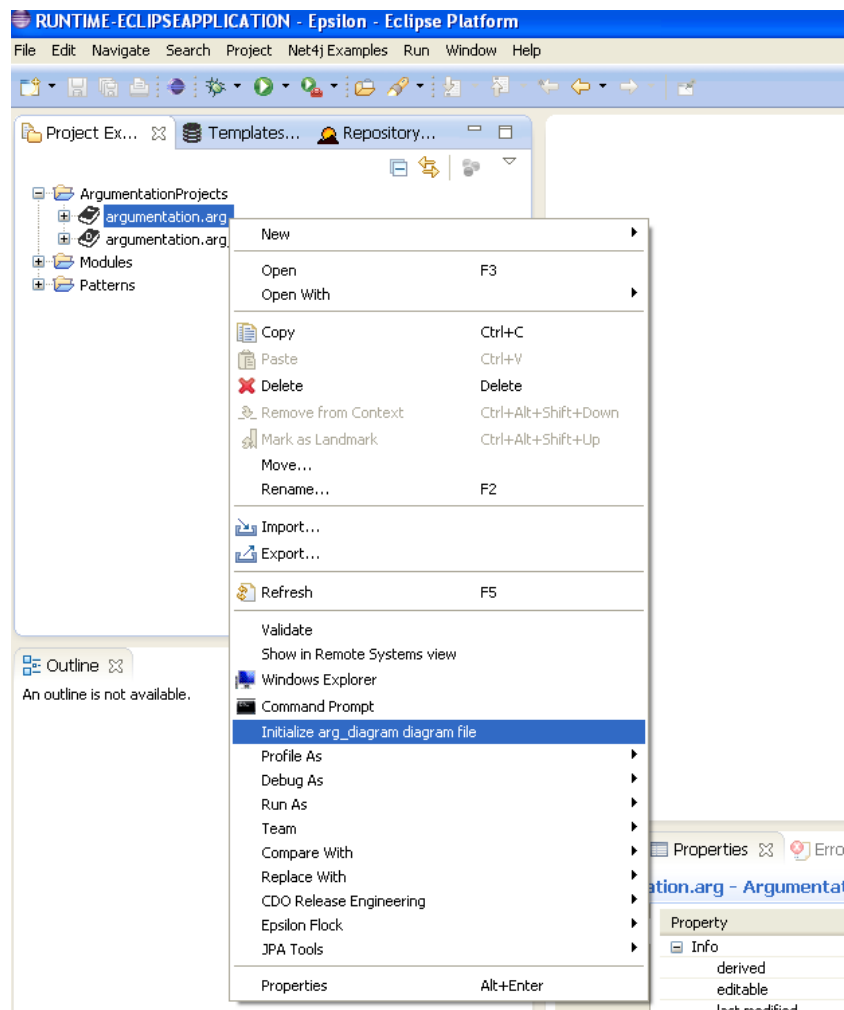 RUNTIME-ECLIPSEAPPLICATION - Epsilon - Eclipse Platform
File Edit Navigate Search Project Net4j Examples Run Window Help
Project Ex... Templates... Repository...
ArgumentationProjects
argumentation.arg
argumentation.arg_
Modules
Patterns
New
Open F3
Open With
Copy Ctrl+C
Paste Ctrl+V
Delete Delete
Remove from Context Ctrl+Alt+Shift+Down
Mark as Landmark Ctrl+Alt+Shift+Up
Move...
Rename... F2
Import...
Export...
Refresh F5
Validate
Show in Remote Systems view
Windows Explorer
Command Prompt
Initialize arg_diagram diagram file
Profile As
Debug As
Run As
Team
Compare With
Replace With
CDO Release Engineering
Epsilon Flock
JPA Tools
Properties Alt+Enter
Outline
An outline is not available.
Properties Erro
ation.arg - Argumentat
Property
Info
derived
editable
last modified